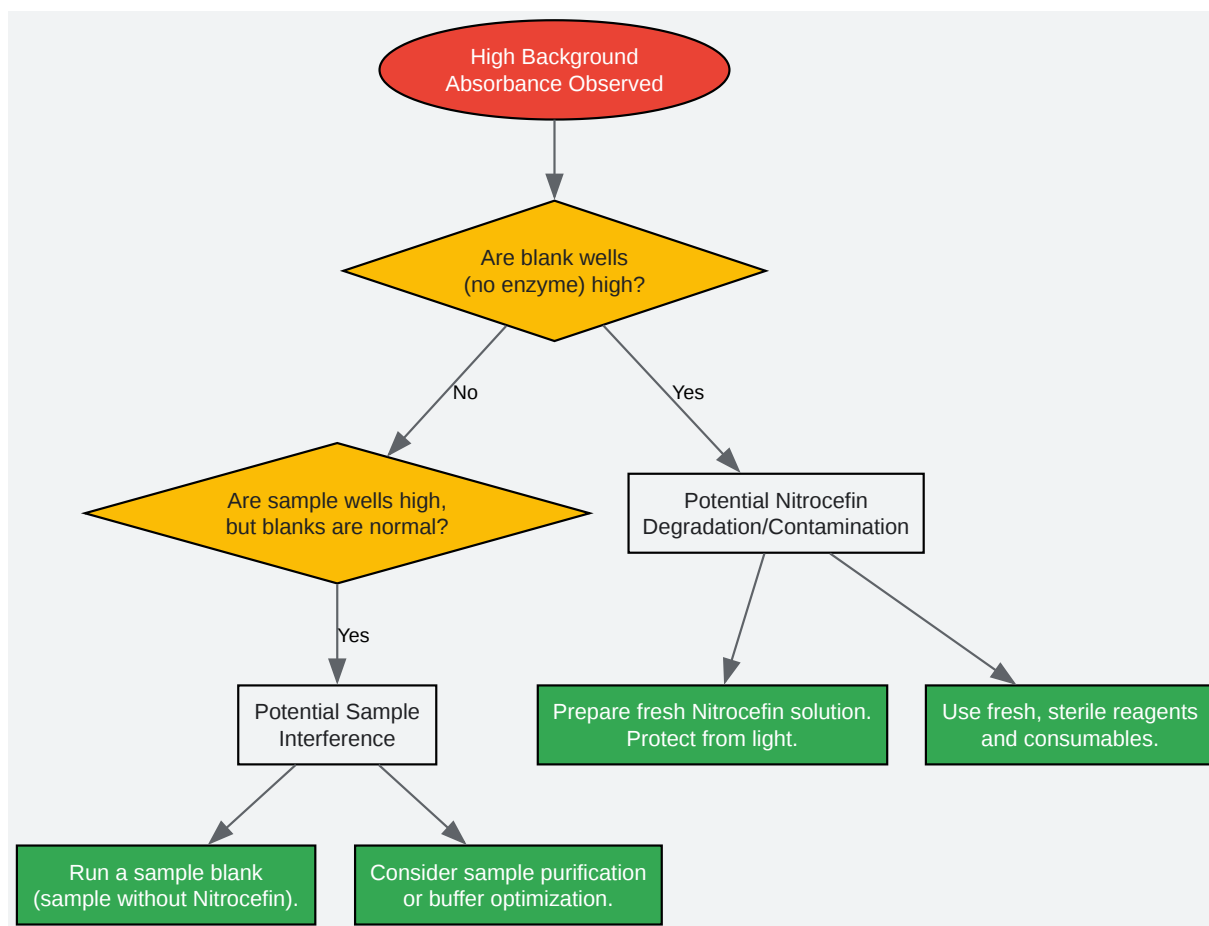 High Background
Absorbance Observed
Are blank wells
(no enzyme) high?
No
Yes
Are sample wells high,
but blanks are normal?
Potential Nitrocefin
Degradation/Contamination
Yes
Potential Sample
Interference
Prepare fresh Nitrocefin solution.
Protect from light.
Use fresh, sterile reagents
and consumables.
Run a sample blank
(sample without Nitrocefin).
Consider sample purification
or buffer optimization.